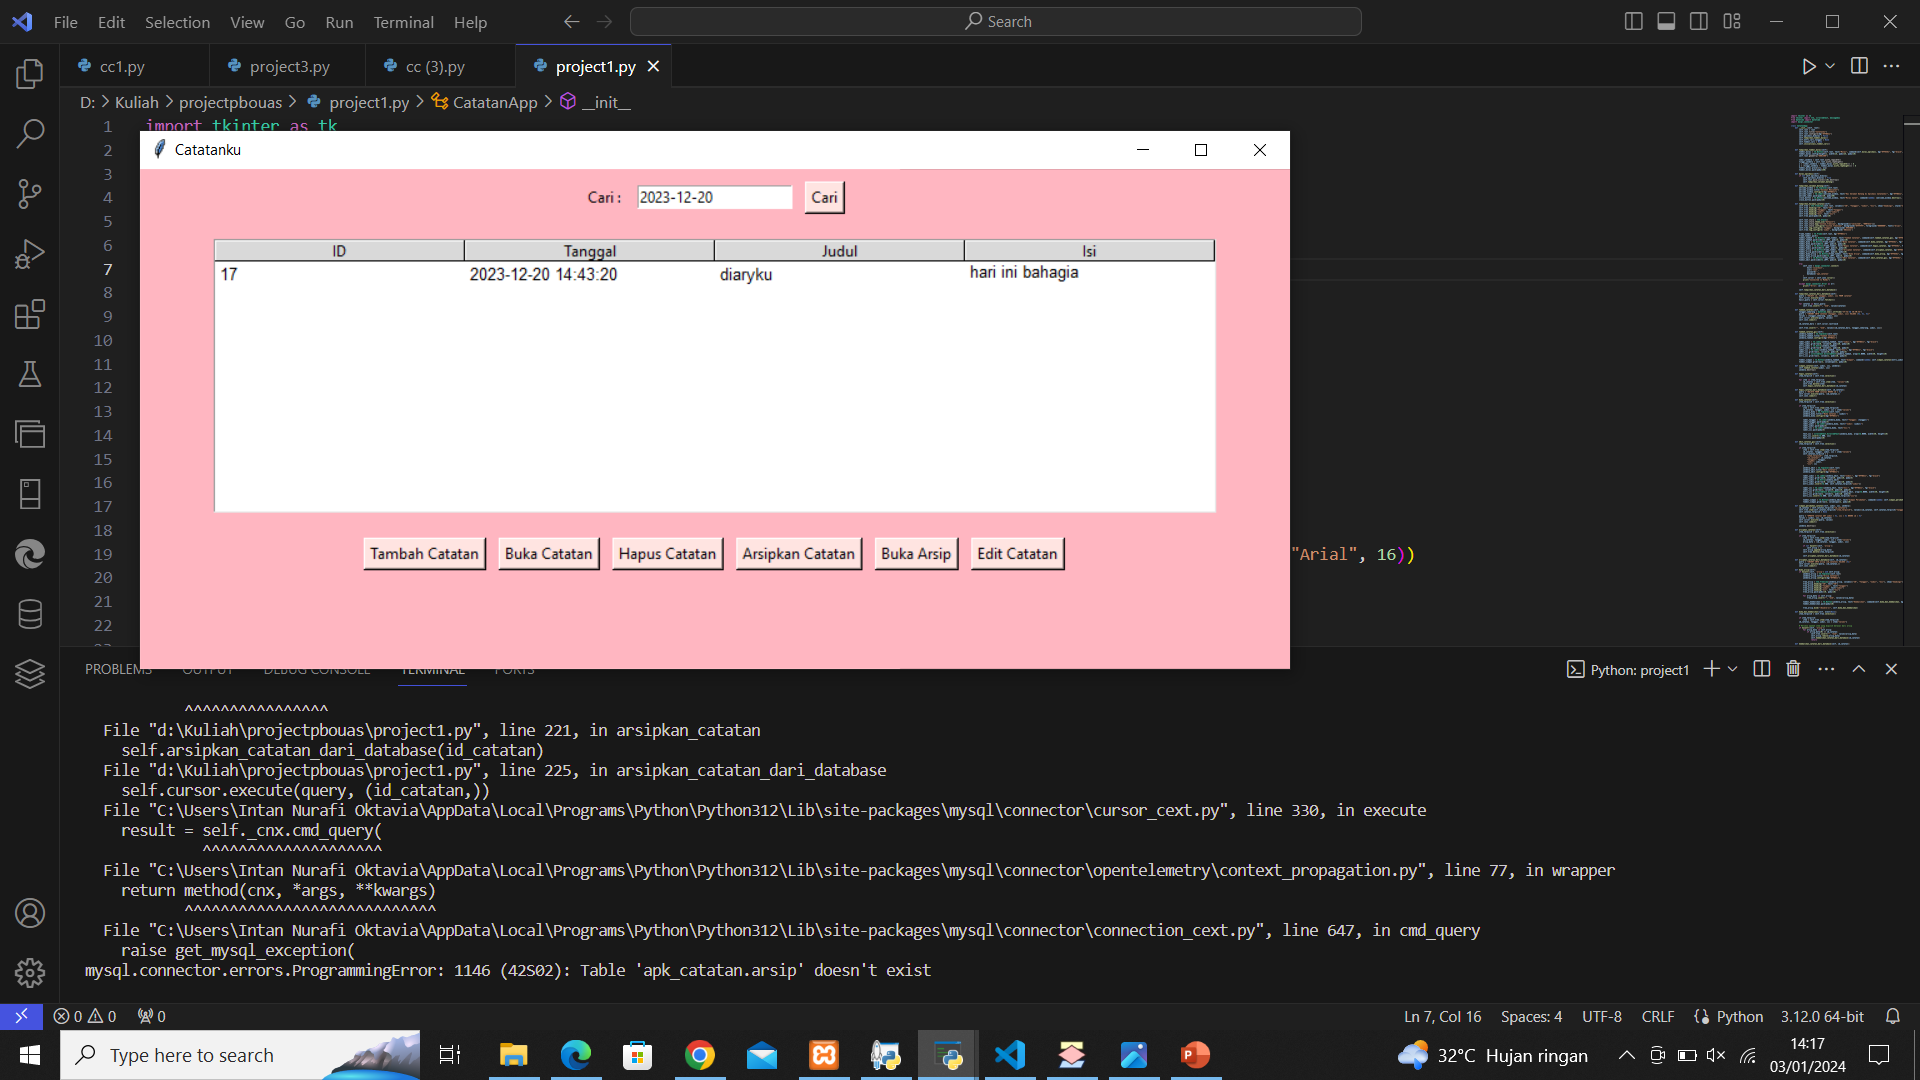 File Edit Selection View Go Run Terminal Help
Search
cc1.py
project3.py
cc (3).py
project1.py
D: > Kuliah > projectpbouas > project1.py > CatatanApp > __init__
1 import tkinter as tk
2
3
4
5
6
7
8
9
10
11
12
13
14
15
16
17
18
19 "Arial", 16))
20
21
22
Catatanku
Cari : 2023-12-20 Cari
ID Tanggal Judul Isi
17 2023-12-20 14:43:20 diaryku hari ini bahagia
Tambah Catatan Buka Catatan Hapus Catatan Arsipkan Catatan Buka Arsip Edit Catatan
PROBLEMS OUTPUT DEBUG CONSOLE TERMINAL PORTS
Python: project1
^^^^^^^^^^^^^^^^
File "d:\Kuliah\projectpbouas\project1.py", line 221, in arsipkan_catatan
self.arsipkan_catatan_dari_database(id_catatan)
File "d:\Kuliah\projectpbouas\project1.py", line 225, in arsipkan_catatan_dari_database
self.cursor.execute(query, (id_catatan,))
File "C:\Users\Intan Nurafi Oktavia\AppData\Local\Programs\Python\Python312\Lib\site-packages\mysql\connector\cursor_cext.py", line 330, in execute
result = self._cnx.cmd_query(
^^^^^^^^^^^^^^^^^^^^
File "C:\Users\Intan Nurafi Oktavia\AppData\Local\Programs\Python\Python312\Lib\site-packages\mysql\connector\opentelemetry\context_propagation.py", line 77, in wrapper
return method(cnx, *args, **kwargs)
^^^^^^^^^^^^^^^^^^^^^^^^^^^^
File "C:\Users\Intan Nurafi Oktavia\AppData\Local\Programs\Python\Python312\Lib\site-packages\mysql\connector\connection_cext.py", line 647, in cmd_query
raise get_mysql_exception(
mysql.connector.errors.ProgrammingError: 1146 (42S02): Table 'apk_catatan.arsip' doesn't exist
0 0 0
Ln 7, Col 16 Spaces: 4 UTF-8 CRLF Python 3.12.0 64-bit
Type here to search
32°C Hujan ringan
14:17
03/01/2024